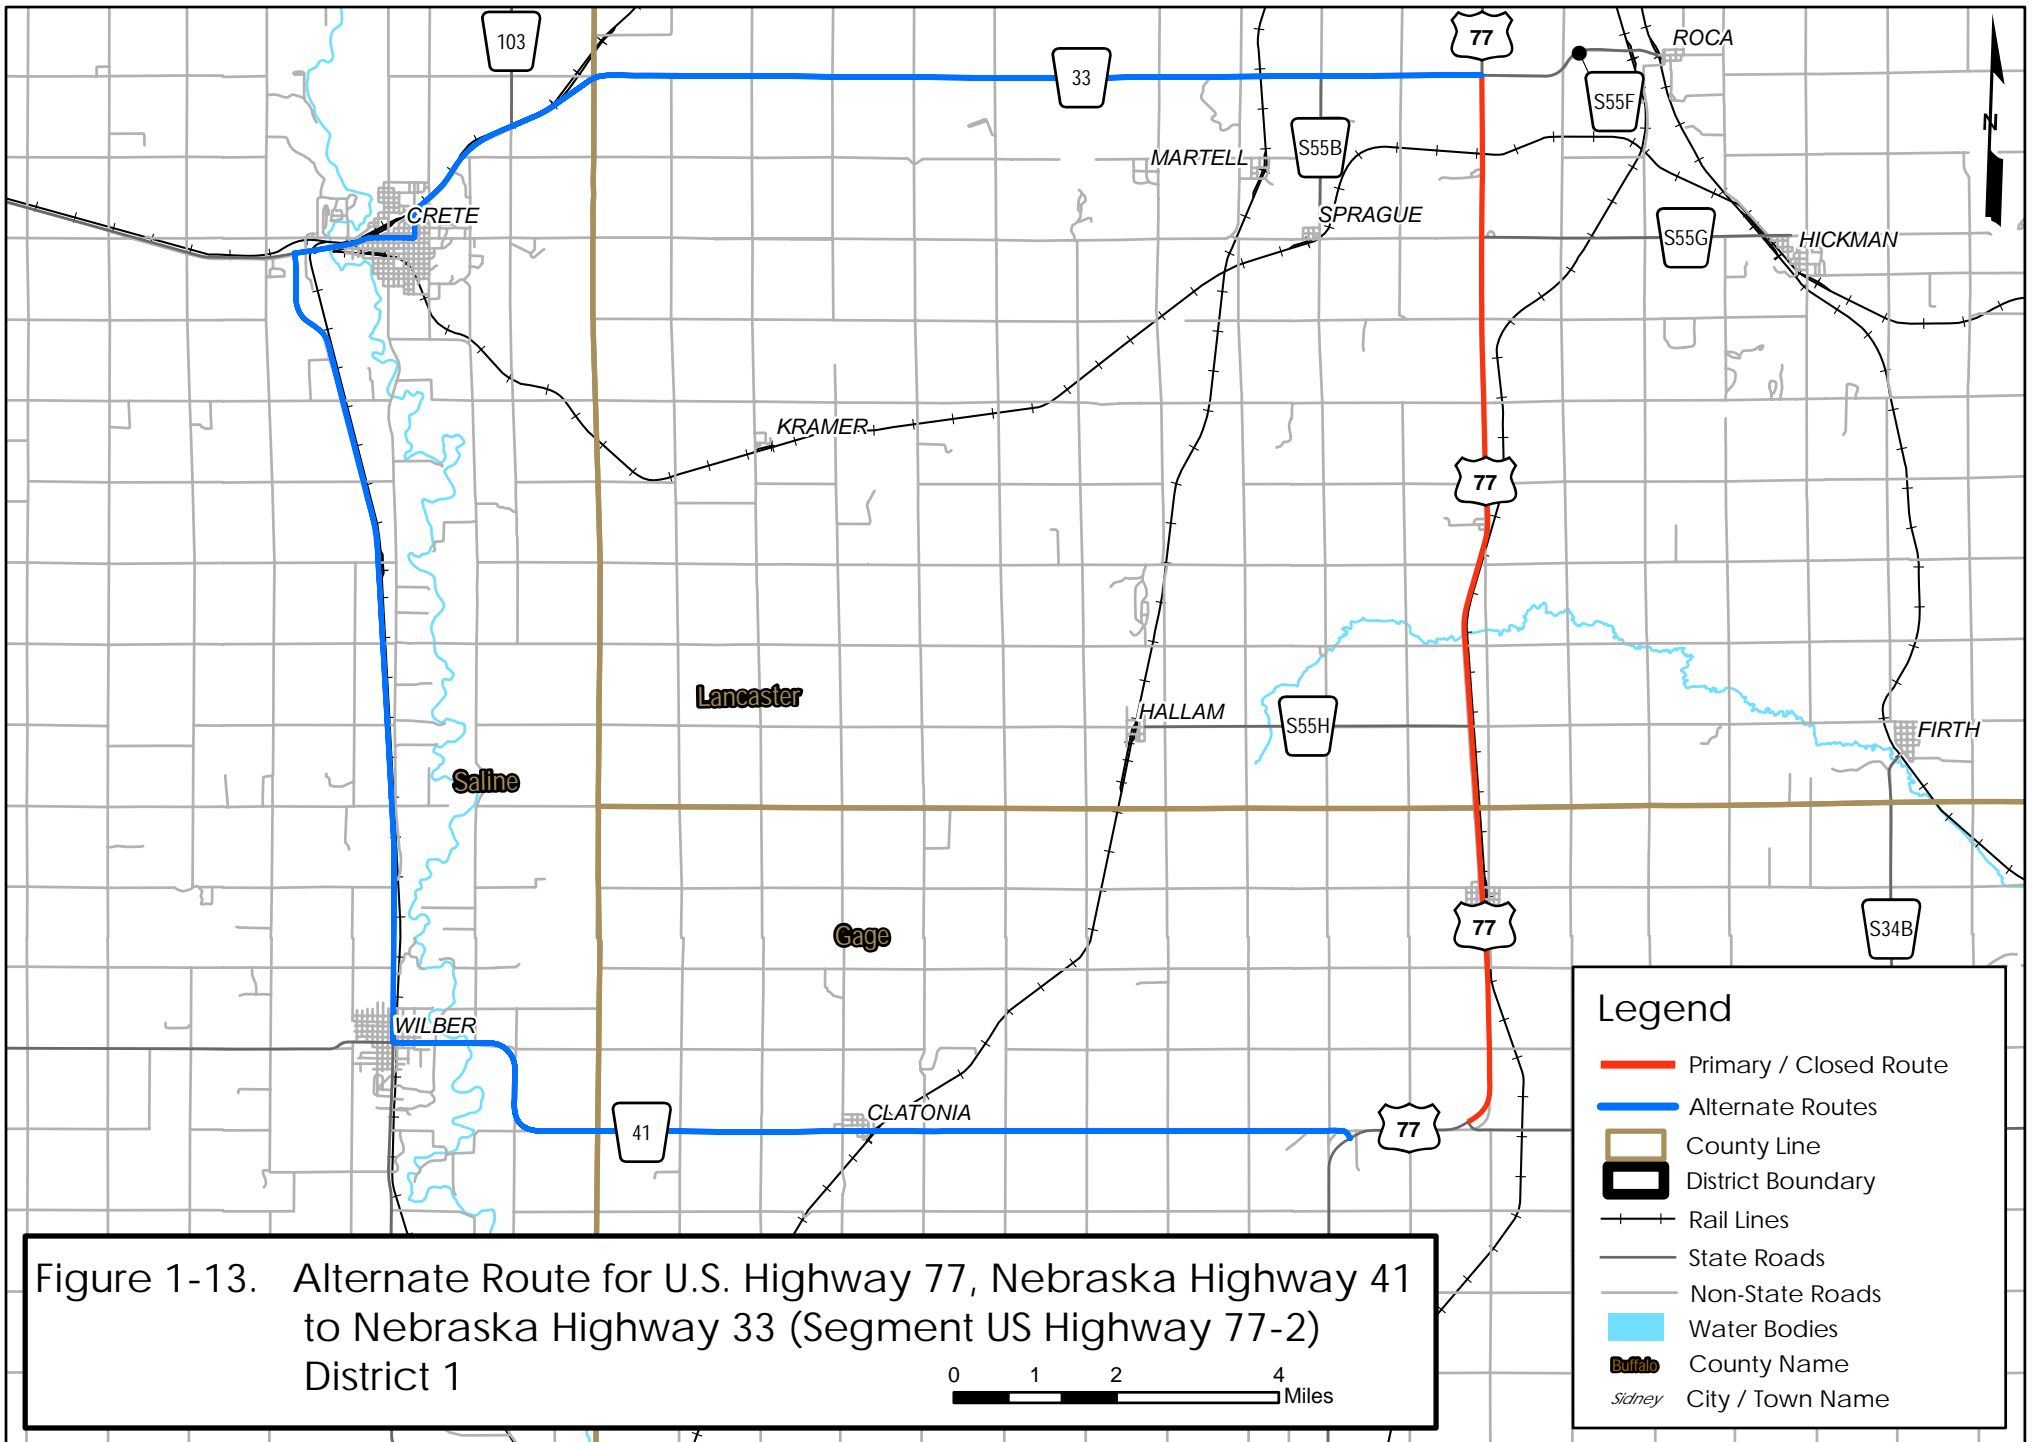 103
77
ROCA
33
S55F
N
MARTELL
S55B
CRETE
SPRAGUE
S55G
HICKMAN
KRAMER
77
Lancaster
HALLAM
S55H
FIRTH
Saline
Gage
77
S34B
WILBER
41
CLATONIA
77
Legend
Primary / Closed Route
Alternate Routes
County Line
District Boundary
Rail Lines
State Roads
Non-State Roads
Water Bodies
Buffalo County Name
Sidney City / Town Name
Figure 1-13. Alternate Route for U.S. Highway 77, Nebraska Highway 41
to Nebraska Highway 33 (Segment US Highway 77-2)
District 1
0 1 2 4
Miles